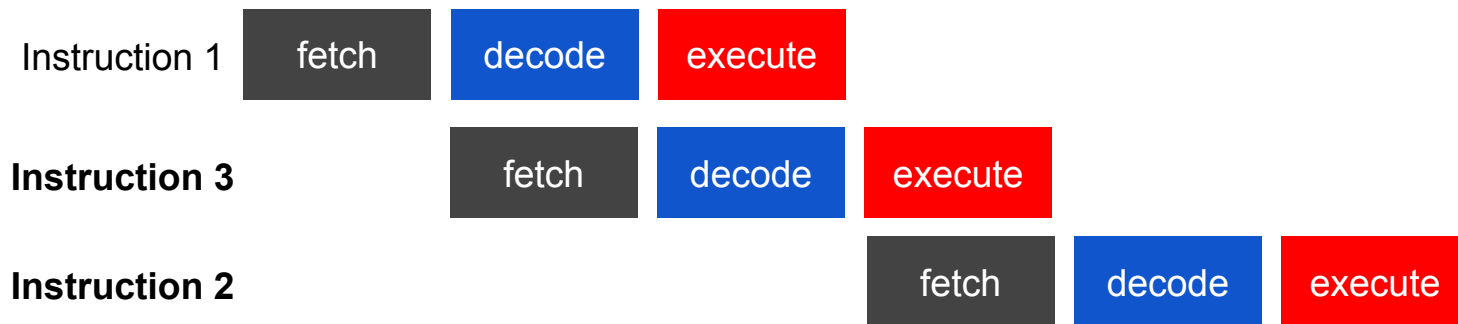 Instruction 1 fetch decode execute
Instruction 3 fetch decode execute
Instruction 2 fetch decode execute